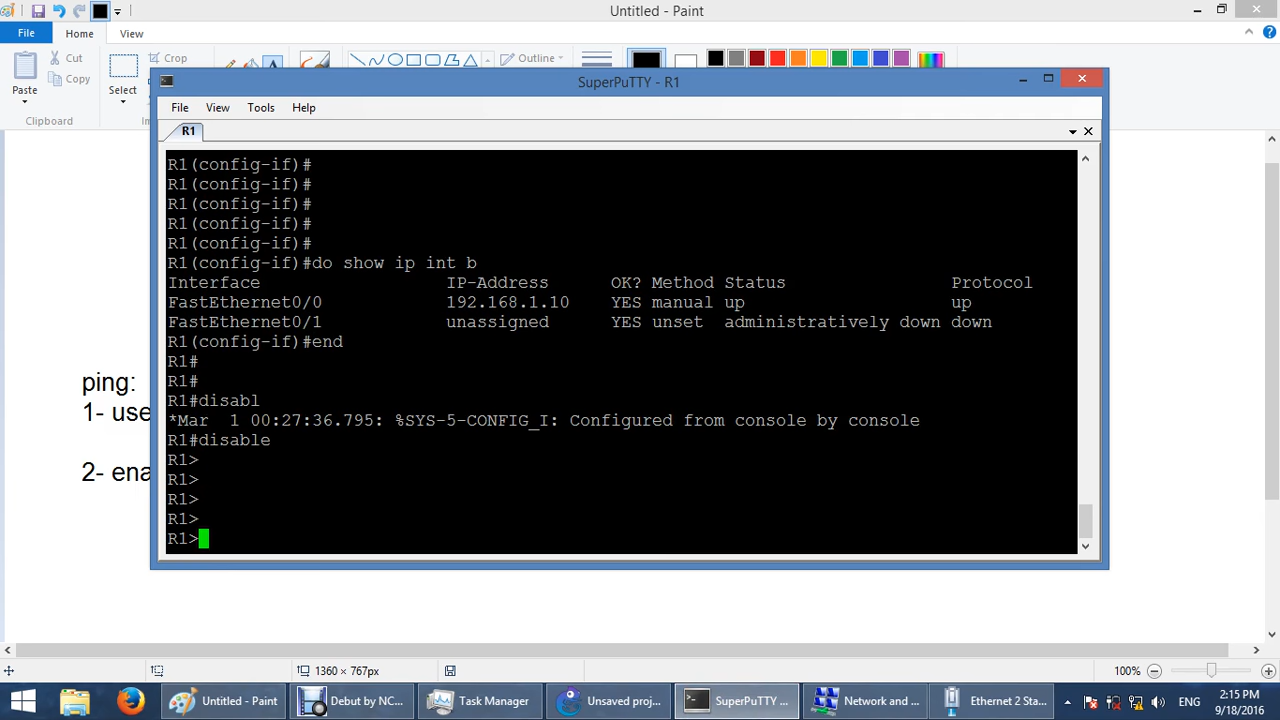 Untitled - Paint
File
Home
View
Cut
Copy
Paste
Clipboard
Select
Crop
Outline
SuperPuTTY - R1
File View Tools Help
R1
R1(config-if)#
R1(config-if)#
R1(config-if)#
R1(config-if)#
R1(config-if)#
R1(config-if)#do show ip int b
Interface IP-Address OK? Method Status Protocol
FastEthernet0/0 192.168.1.10 YES manual up up
FastEthernet0/1 unassigned YES unset administratively down down
R1(config-if)#end
R1#
R1#
R1#disabl
*Mar 1 00:27:36.795: %SYS-5-CONFIG_I: Configured from console by console
R1#disable
R1>
R1>
R1>
R1>
R1>
ping:
1- use
2- ena
1360 × 767px
100%
Untitled - Paint
Debut by NC...
Task Manager
Unsaved proj...
SuperPuTTY ...
Network and ...
Ethernet 2 Sta...
ENG
2:15 PM
9/18/2016